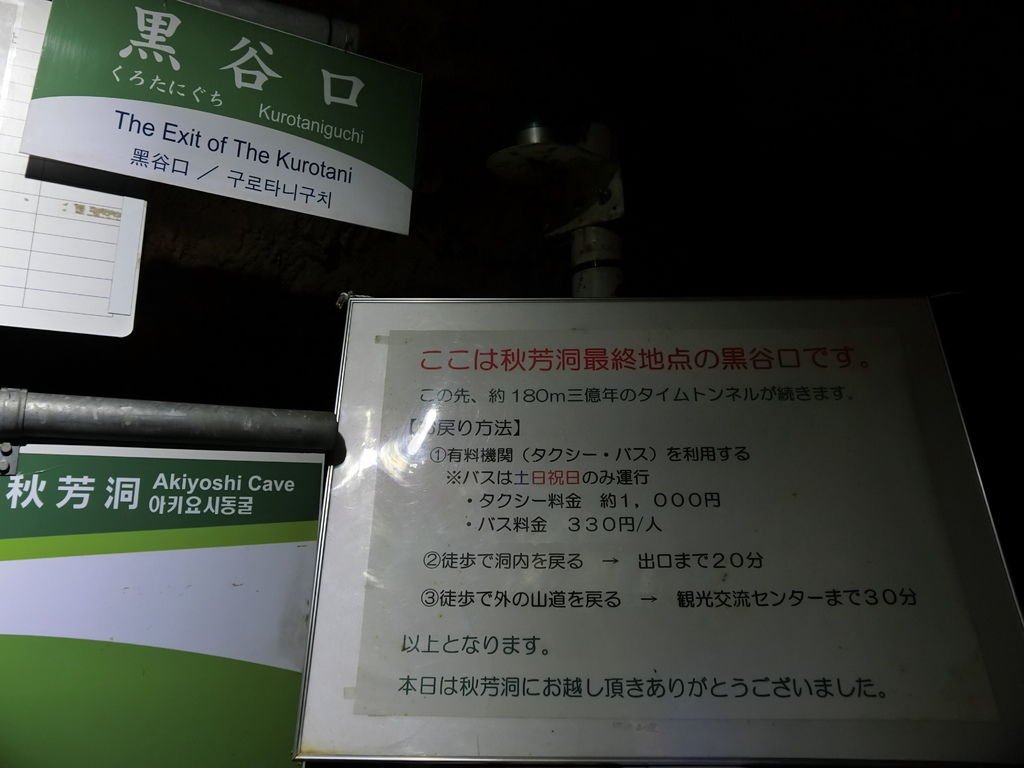 黒谷口
くろたにぐち
Kurotaniguchi
The Exit of The Kurotani
黑谷口 ／ 구로타니구치
秋芳洞 Akiyoshi Cave
아키요시동굴
ここは秋芳洞最終地点の黒谷口です。
この先、約180m三億年のタイムトンネルが続きます。
【お戻り方法】
①有料機関（タクシー・バス）を利用する
※バスは土日祝日のみ運行
・タクシー料金　約１，０００円
・バス料金　３３０円/人
②徒歩で洞内を戻る　→　出口まで２０分
③徒歩で外の山道を戻る　→　観光交流センターまで３０分
以上となります。
本日は秋芳洞にお越し頂きありがとうございました。